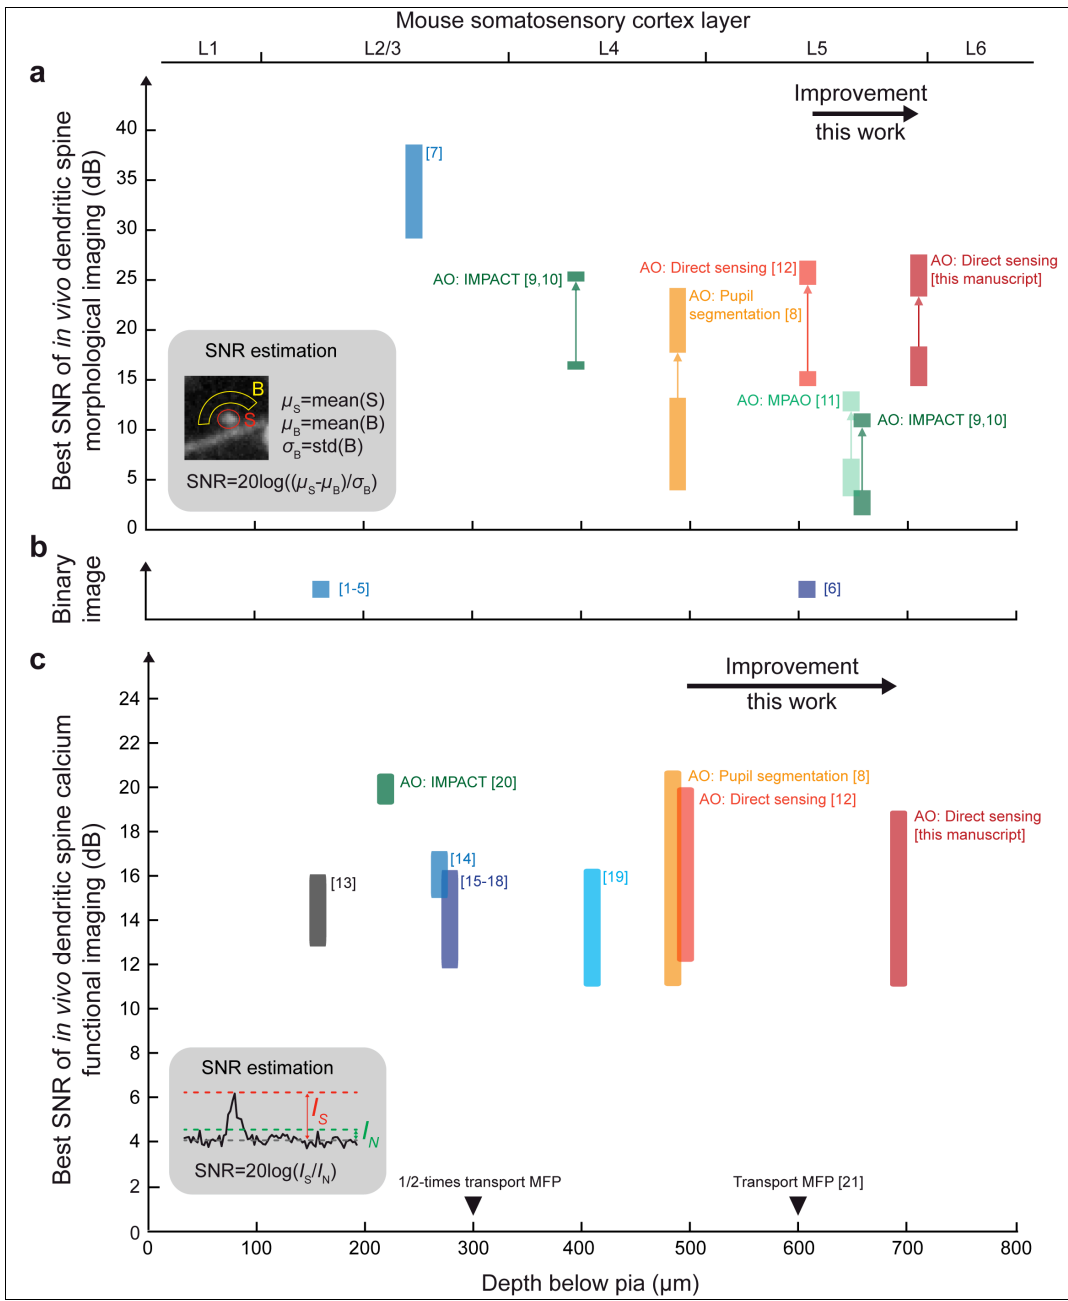 Mouse somatosensory cortex layer
L1 L2/3 L4 L5 L6
a
Best SNR of in vivo dendritic spine
morphological imaging (dB)
40
35
30
25
20
15
10
5
0
Improvement
this work
[7]
AO: IMPACT [9,10]
AO: Direct sensing [12]
AO: Pupil
segmentation [8]
AO: Direct sensing
[this manuscript]
AO: MPAO [11]
AO: IMPACT [9,10]
SNR estimation
B
S
μS=mean(S)
μB=mean(B)
σB=std(B)
SNR=20log((μS-μB)/σB)
b
Binary
image
[1-5]
[6]
c
Best SNR of in vivo dendritic spine calcium
functional imaging (dB)
24
22
20
18
16
14
12
10
8
6
4
2
0
Improvement
this work
AO: IMPACT [20]
AO: Pupil segmentation [8]
AO: Direct sensing [12]
AO: Direct sensing
[this manuscript]
[13]
[14]
[15-18]
[19]
SNR estimation
IS
IN
SNR=20log(IS/IN)
1/2-times transport MFP
Transport MFP [21]
0 100 200 300 400 500 600 700 800
Depth below pia (μm)